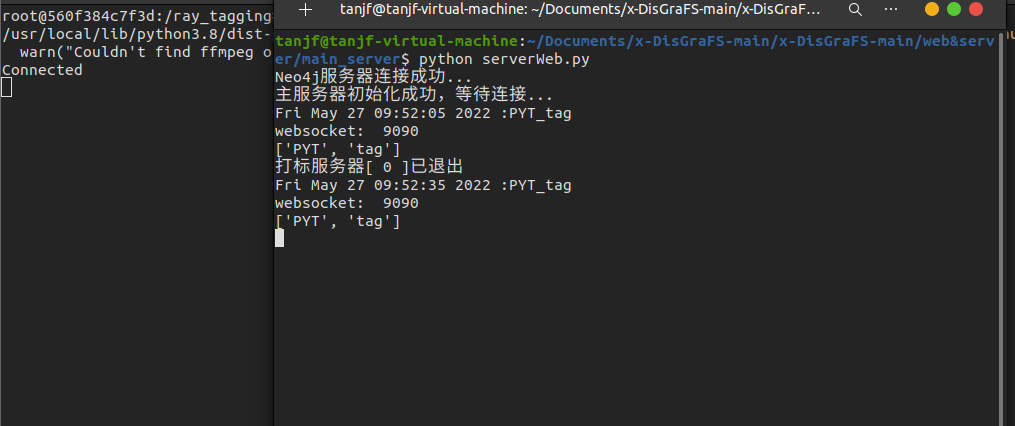 root@560f384c7f3d:/ray_tagging
/usr/local/lib/python3.8/dist-
warn("Couldn't find ffmpeg o
Connected
tanjf@tanjf-virtual-machine: ~/Documents/x-DisGraFS-main/x-DisGraF...
tanjf@tanjf-virtual-machine:~/Documents/x-DisGraFS-main/x-DisGraFS-main/web&serv
er/main_server$ python serverWeb.py
Neo4j服务器连接成功...
主服务器初始化成功，等待连接...
Fri May 27 09:52:05 2022 :PYT_tag
websocket:  9090
['PYT', 'tag']
打标服务器[ 0 ]已退出
Fri May 27 09:52:35 2022 :PYT_tag
websocket:  9090
['PYT', 'tag']